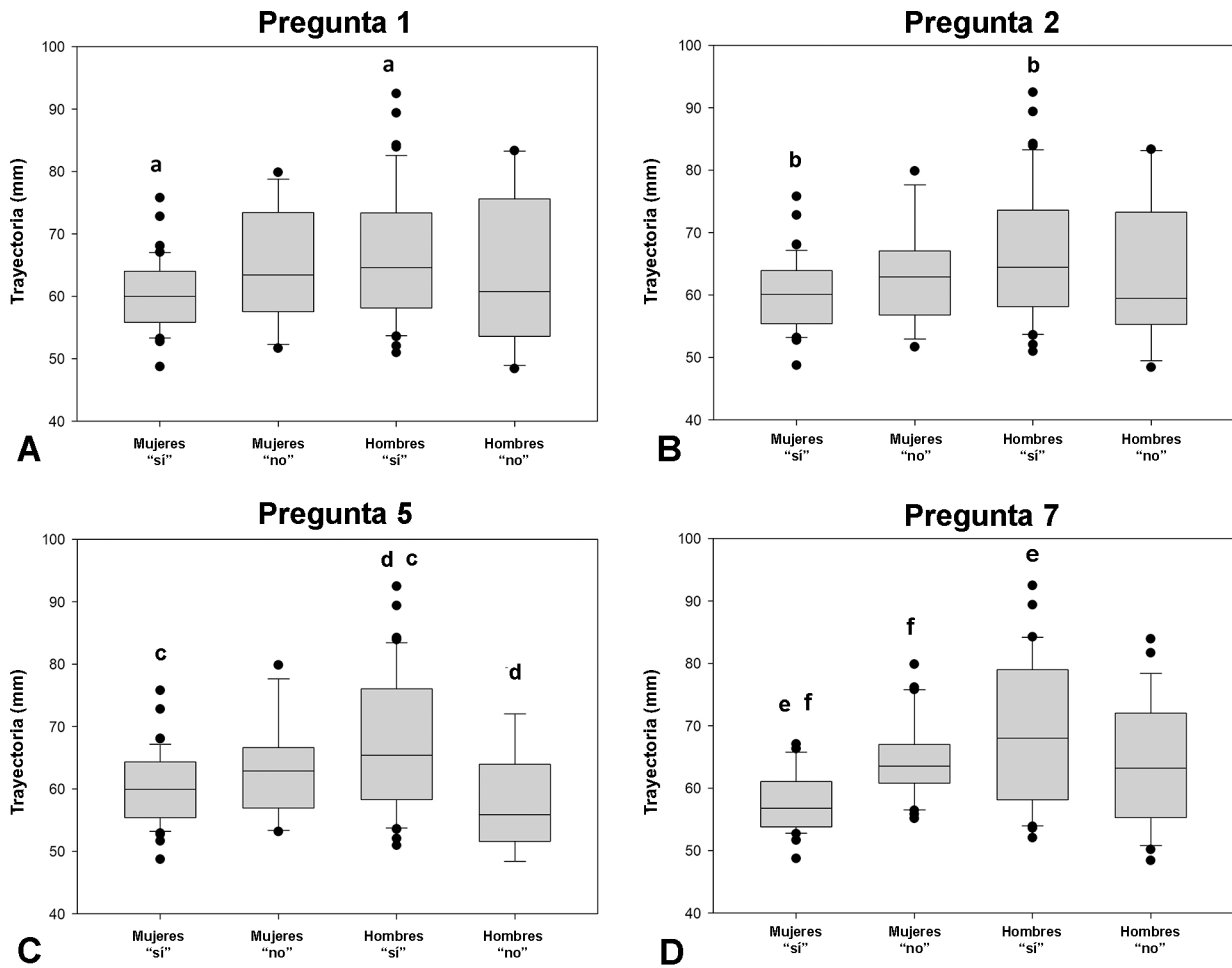 Pregunta 1
100
90
80
70
60
50
40
Trayectoria (mm)
a
a
Mujeres
“sí”
Mujeres
“no”
Hombres
“sí”
Hombres
“no”
A
Pregunta 2
100
90
80
70
60
50
40
Trayectoria (mm)
b
b
Mujeres
“sí”
Mujeres
“no”
Hombres
“sí”
Hombres
“no”
B
Pregunta 5
100
90
80
70
60
50
40
Trayectoria (mm)
c
d c
d
Mujeres
“sí”
Mujeres
“no”
Hombres
“sí”
Hombres
“no”
C
Pregunta 7
100
90
80
70
60
50
40
Trayectoria (mm)
e f
f
e
Mujeres
“sí”
Mujeres
“no”
Hombres
“sí”
Hombres
“no”
D